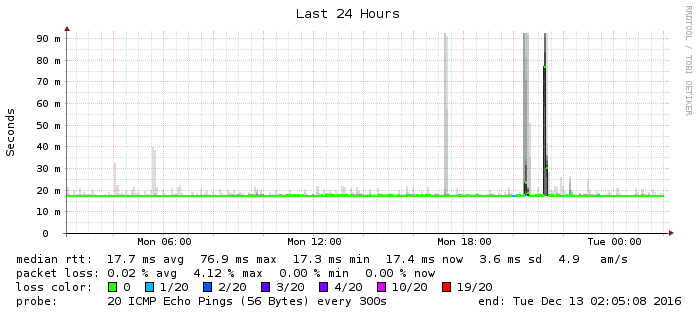 Last 24 Hours
RRDTOOL / TOBI OETIKER
Seconds
90 m
80 m
70 m
60 m
50 m
40 m
30 m
20 m
10 m
0
Mon 06:00 Mon 12:00 Mon 18:00 Tue 00:00
median rtt: 17.7 ms avg 76.9 ms max 17.3 ms min 17.4 ms now 3.6 ms sd 4.9 am/s
packet loss: 0.02 % avg 4.12 % max 0.00 % min 0.00 % now
loss color: 0 1/20 2/20 3/20 4/20 10/20 19/20
probe: 20 ICMP Echo Pings (56 Bytes) every 300s end: Tue Dec 13 02:05:08 2016